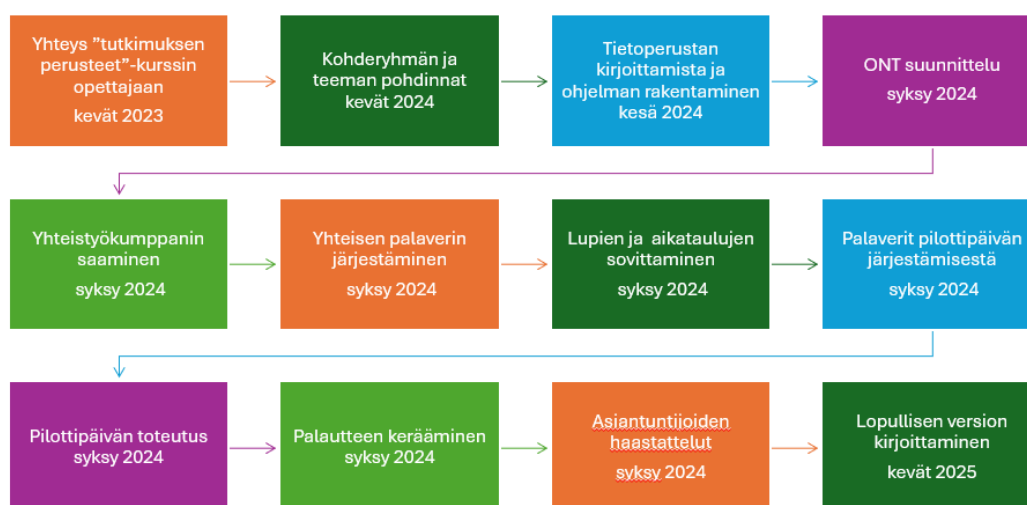 Yhteys ”tutkimuksen
perusteet”-kurssin
opettajaan
kevät 2023
Kohderyhmän ja
teeman pohdinnat
kevät 2024
Tietoperustan
kirjoittamista ja
ohjelman rakentaminen
kesä 2024
ONT suunnittelu
syksy 2024
Yhteistyökumppanin
saaminen
syksy 2024
Yhteisen palaverin
järjestäminen
syksy 2024
Lupien ja aikataulujen
sovittaminen
syksy 2024
Palaverit pilottipäivän
järjestämisestä
syksy 2024
Pilottipäivän toteutus
syksy 2024
Palautteen kerääminen
syksy 2024
Asiantuntijoiden
haastattelut
syksy 2024
Lopullisen version
kirjoittaminen
kevät 2025